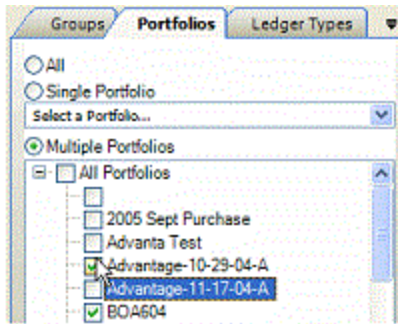 Groups Portfolios Ledger Types
All
Single Portfolio
Select a Portfolio...
Multiple Portfolios
All Portfolios
2005 Sept Purchase
Advanta Test
Advantage-10-29-04-A
Advantage-11-17-04-A
BOA604